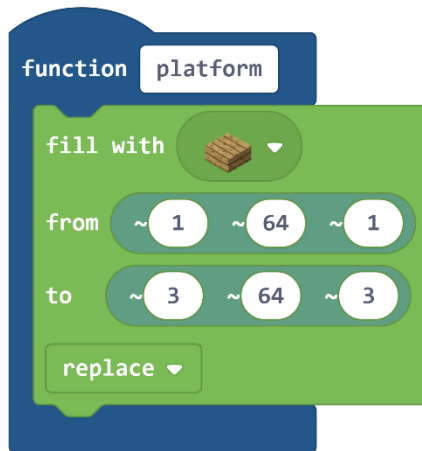 function platform
fill with
from ~1 ~64 ~1
to ~3 ~64 ~3
replace